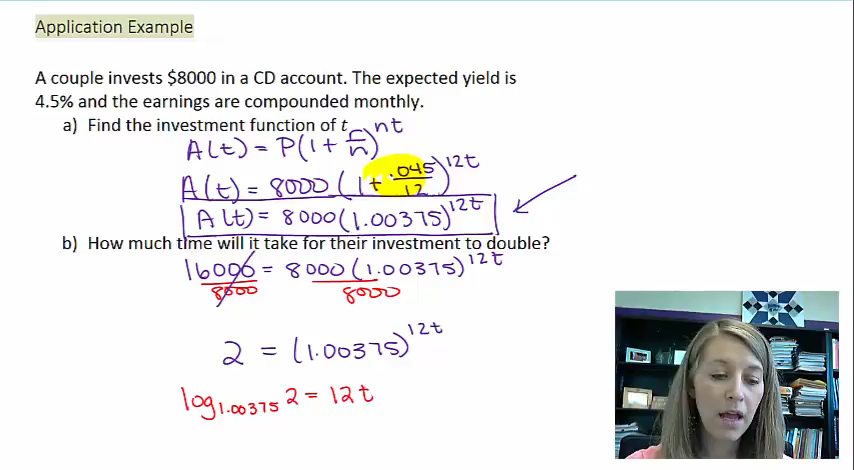 Application Example
A couple invests $8000 in a CD account. The expected yield is
4.5% and the earnings are compounded monthly.
a) Find the investment function of t
A(t) = P(1 + r/n)^nt
A(t) = 8000 (1 + .045/12)^12t
A(t) = 8000 (1.00375)^12t
b) How much time will it take for their investment to double?
16000/8000 = 8000 (1.00375)^12t/8000
2 = (1.00375)^12t
log_1.00375 2 = 12t